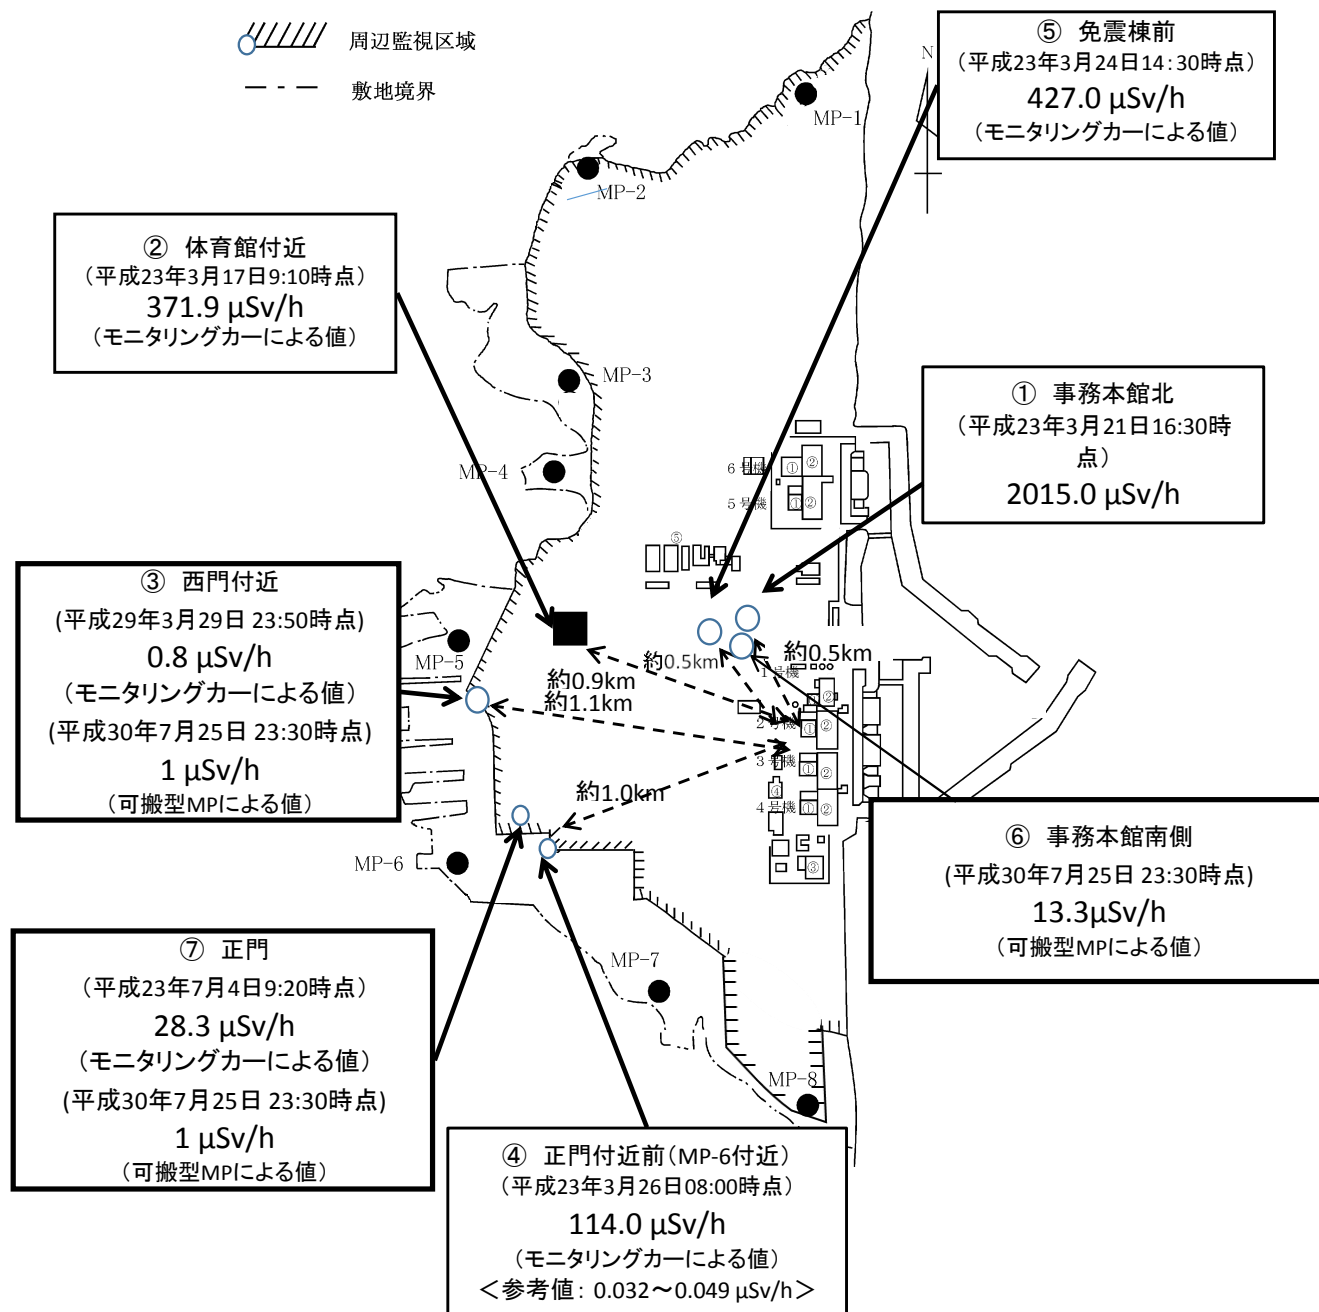 周辺監視区域
敷地境界
⑤ 免震棟前
（平成23年3月24日14：30時点）
427.0 µSv/h
（モニタリングカーによる値）
N
MP-1
MP-2
② 体育館付近
（平成23年3月17日9:10時点）
371.9 µSv/h
（モニタリングカーによる値）
MP-3
① 事務本館北
（平成23年3月21日16:30時
点）
2015.0 µSv/h
MP-4
６号機
①
②
５号機
①
②
⑤
③ 西門付近
(平成29年3月29日 23:50時点)
0.8 µSv/h
（モニタリングカーによる値）
(平成30年7月25日 23:30時点)
1 µSv/h
（可搬型MPによる値）
MP-5
約0.5km
約0.5km
約0.9km
約1.1km
１号機
②
２号機
①
②
３号機
①
②
④
４号機
①
②
③
約1.0km
MP-6
⑥ 事務本館南側
(平成30年7月25日 23:30時点)
13.3µSv/h
（可搬型MPによる値）
⑦ 正門
（平成23年7月4日9:20時点）
28.3 µSv/h
（モニタリングカーによる値）
(平成30年7月25日 23:30時点)
1 µSv/h
（可搬型MPによる値）
MP-7
MP-8
④ 正門付近前（MP-6付近）
（平成23年3月26日08:00時点）
114.0 µSv/h
（モニタリングカーによる値）
＜参考値： 0.032～0.049 µSv/h＞